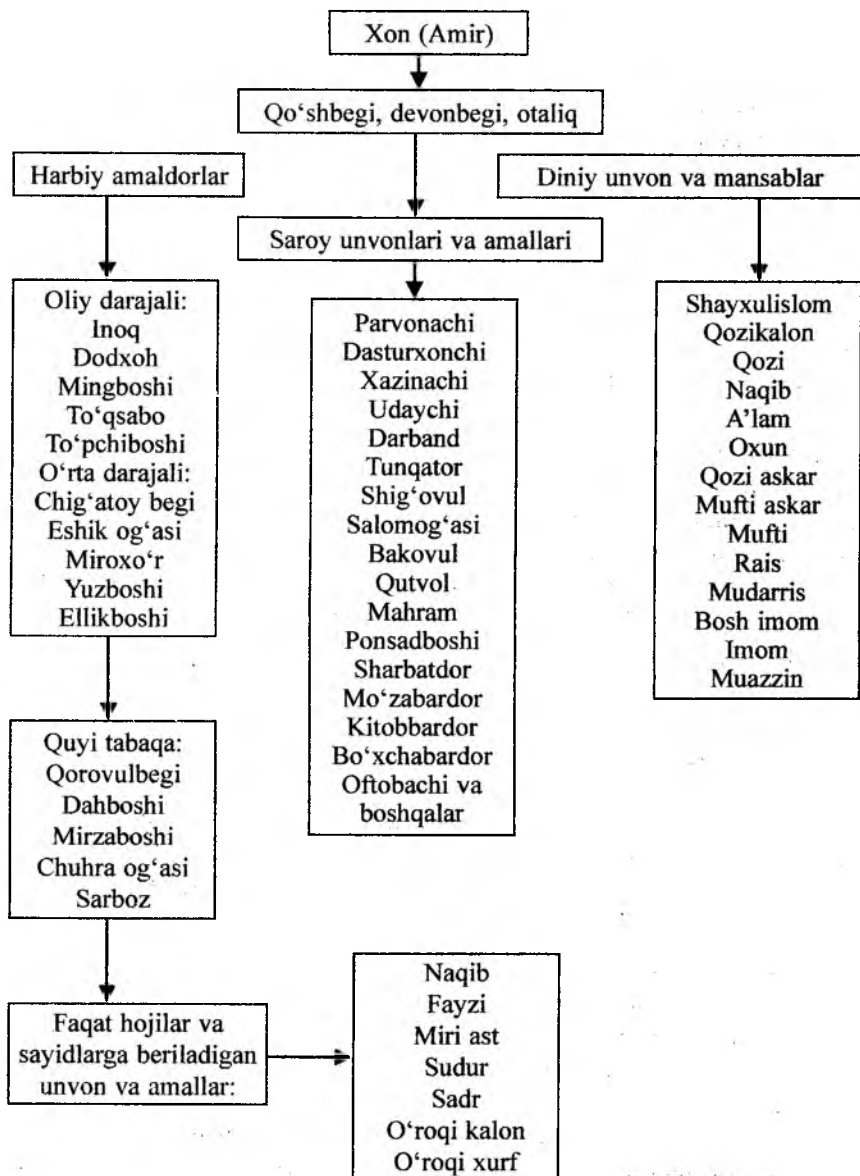 Xon (Amir)
Qo‘shbegi, devonbegi, otaliq
Harbiy amaldorlar
Diniy unvon va mansablar
Saroy unvonlari va amallari
Oliy darajali:
Inoq
Dodxoh
Mingboshi
To‘qsabo
To‘pchiboshi
O‘rta darajali:
Chig‘atoy begi
Eshik og‘asi
Miroxo‘r
Yuzboshi
Ellikboshi
Parvonachi
Dasturxonchi
Xazinachi
Udaychi
Darband
Tunqator
Shig‘ovul
Salomog‘asi
Bakovul
Qutvol
Mahram
Ponsadboshi
Sharbatdor
Mo‘zabardor
Kitobbardor
Bo‘xchabardor
Oftobachi va
boshqalar
Shayxulislom
Qozikalon
Qozi
Naqib
A’lam
Oxun
Qozi askar
Mufti askar
Mufti
Rais
Mudarris
Bosh imom
Imom
Muazzin
Quyi tabaqa:
Qorovulbegi
Dahboshi
Mirzaboshi
Chuhra og‘asi
Sarboz
Faqat hojilar va
sayidlarga beriladigan
unvon va amallar:
Naqib
Fayzi
Miri ast
Sudur
Sadr
O‘roqi kalon
O‘roqi xurf